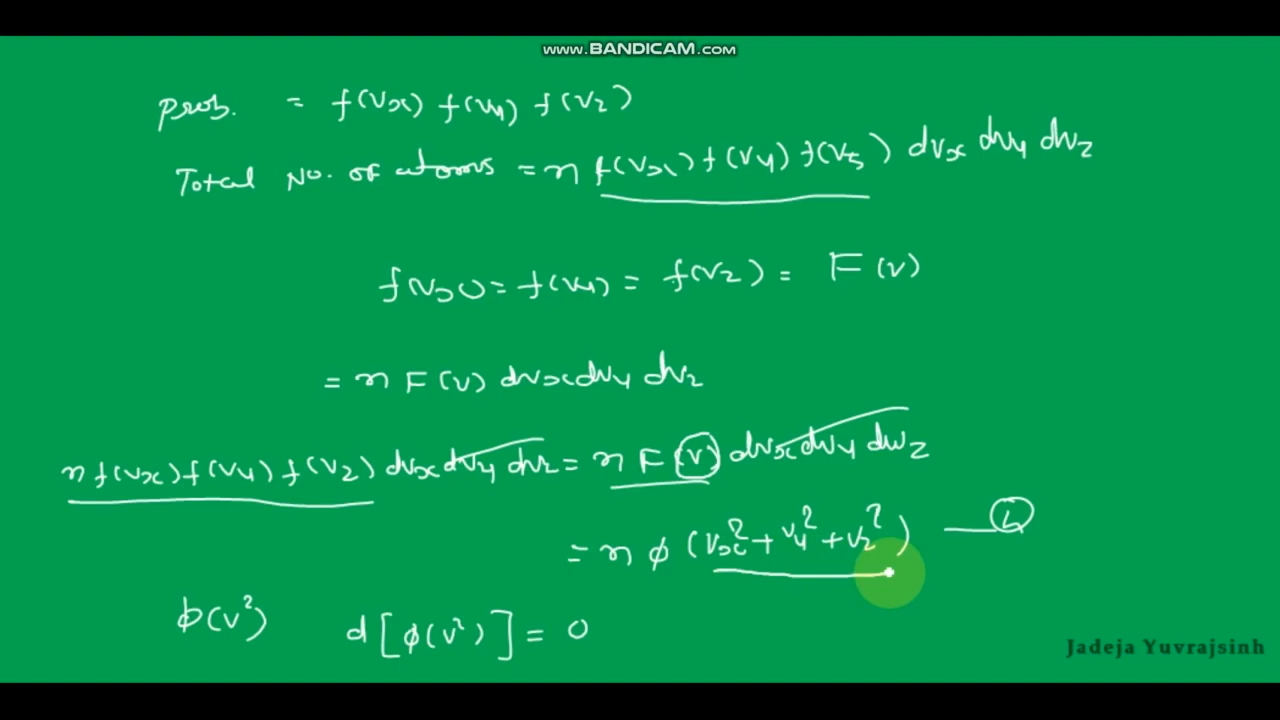 www.BANDICAM.com
prob. = f(vx) f(vy) f(vz)
Total No. of atoms = n f(vx) f(vy) f(vz) dvx dvy dvz
f(vx) = f(vy) = f(vz) = F(v)
= n F(v) dvx dvy dvz
n f(vx) f(vy) f(vz) dvx dvy dvz = n F(v) dvx dvy dvz
= n ϕ (vx² + vy² + vz²) —
ϕ(v²) d[ϕ(v²)] = 0
Jadeja Yuvrajsinh